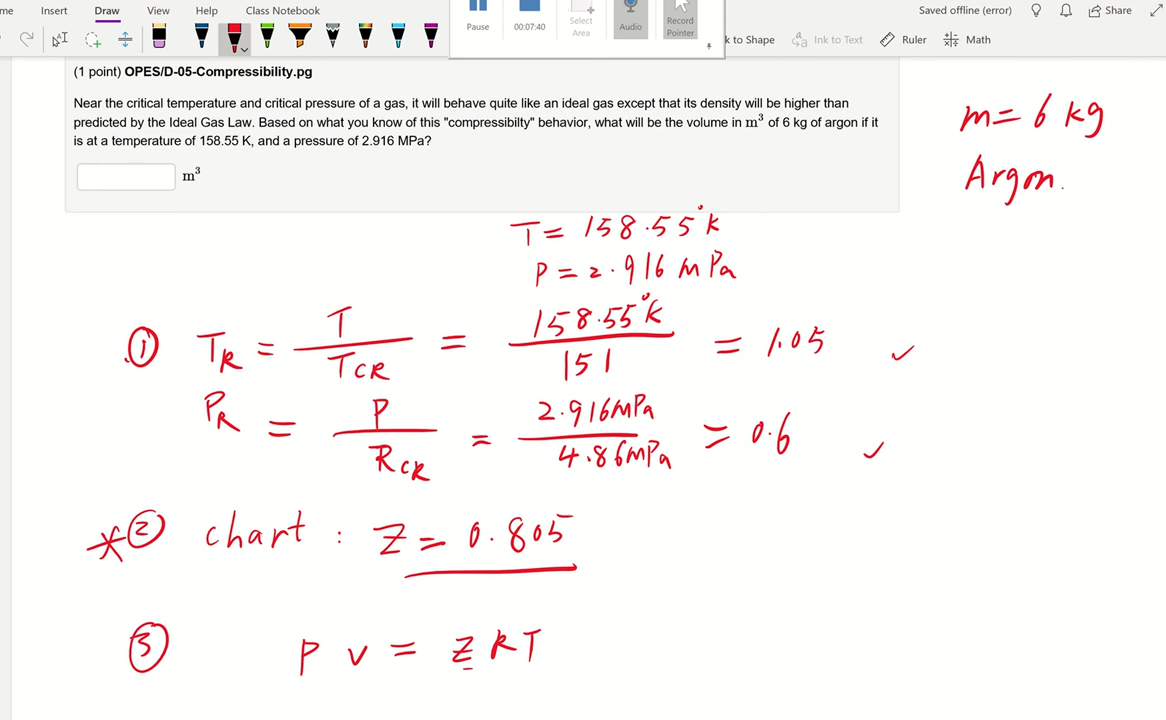 me Insert Draw View Help Class Notebook Saved offline (error) Share
Pause 00:07:40 Select Area Audio Record Pointer
k to Shape Ink to Text Ruler Math
(1 point) OPES/D-05-Compressibility.pg
Near the critical temperature and critical pressure of a gas, it will behave quite like an ideal gas except that its density will be higher than
predicted by the Ideal Gas Law. Based on what you know of this "compressibilty" behavior, what will be the volume in m³ of 6 kg of argon if it
is at a temperature of 158.55 K, and a pressure of 2.916 MPa?
m³
m = 6 kg
Argon.
T = 158.55°K
P = 2.916 MPa
① TR = T / TCR = 158.55°K / 151 = 1.05 ✓
PR = P / RCR = 2.916MPa / 4.86MPa = 0.6 ✓
*② chart : Z = 0.805
③ P v = Z R T